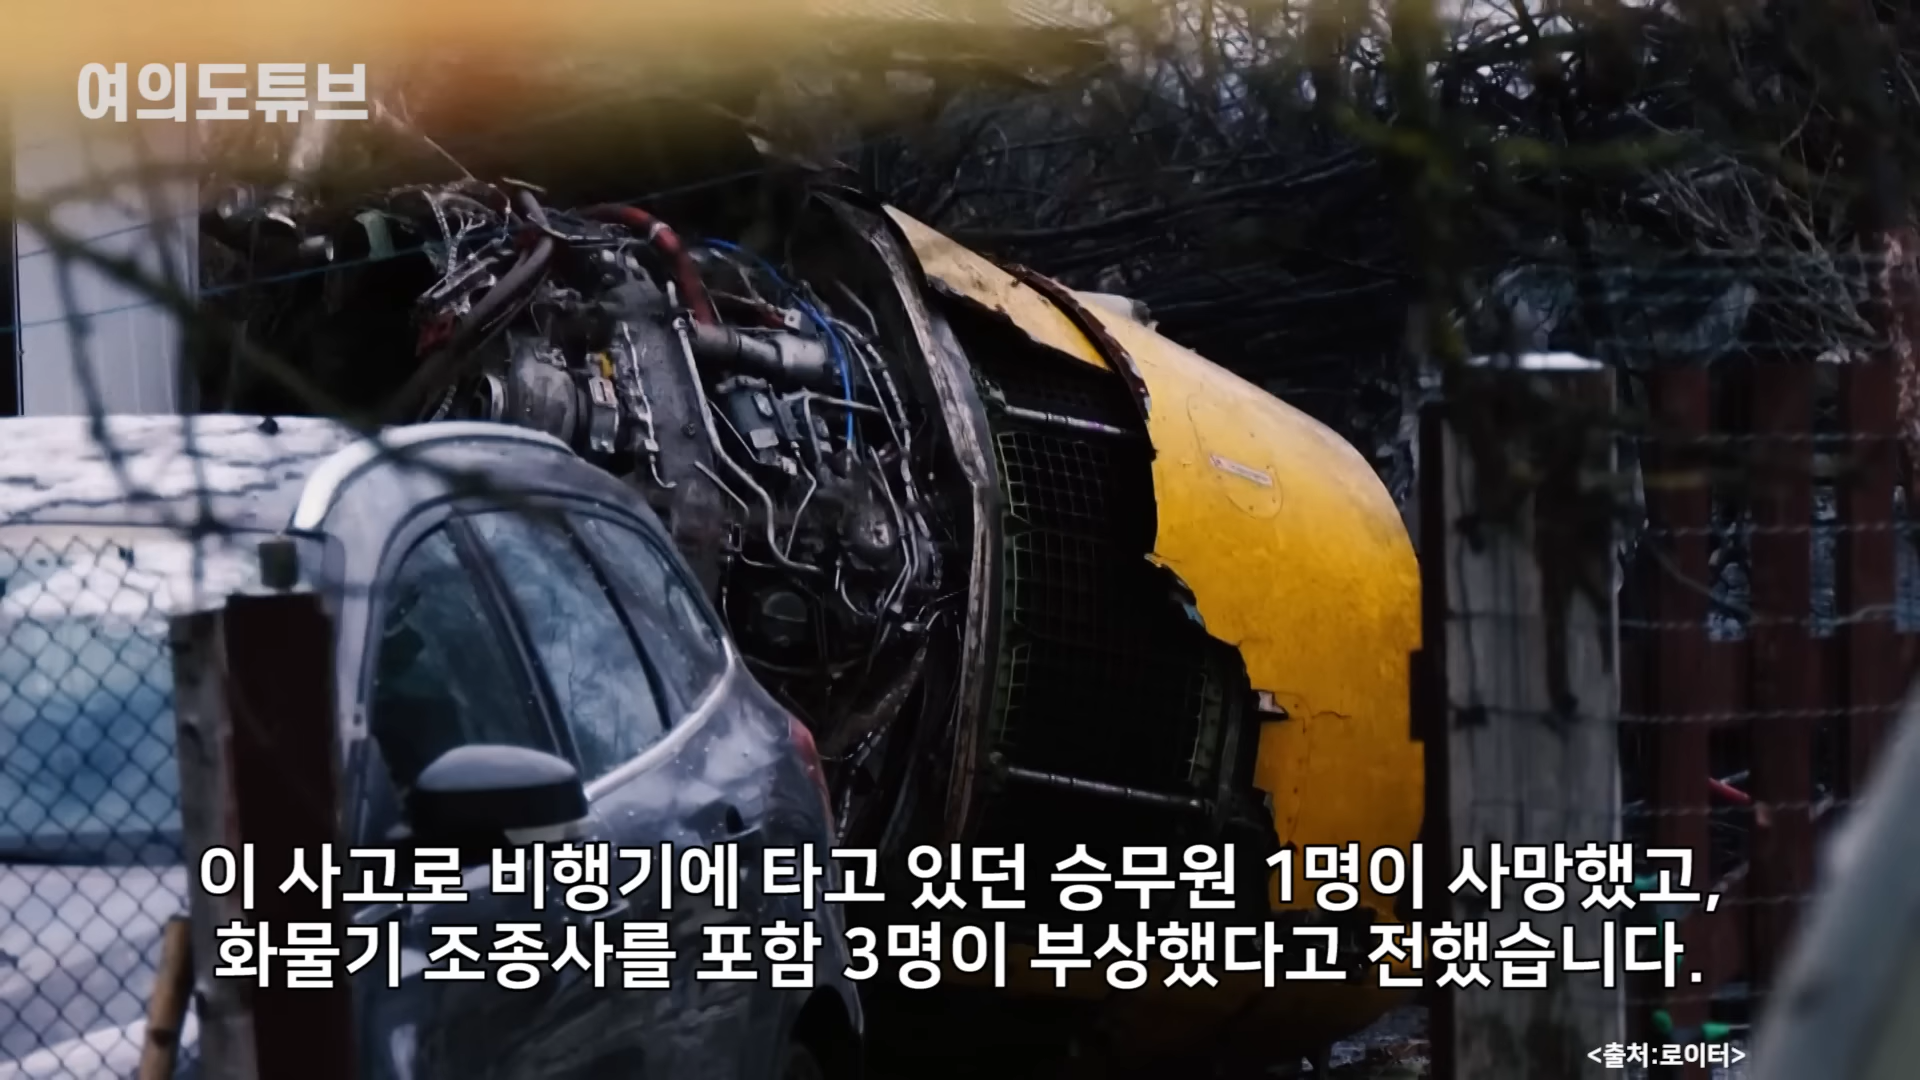 여의도튜브
이 사고로 비행기에 타고 있던 승무원 1명이 사망했고,
화물기 조종사를 포함 3명이 부상했다고 전했습니다.
<출처:로이터>